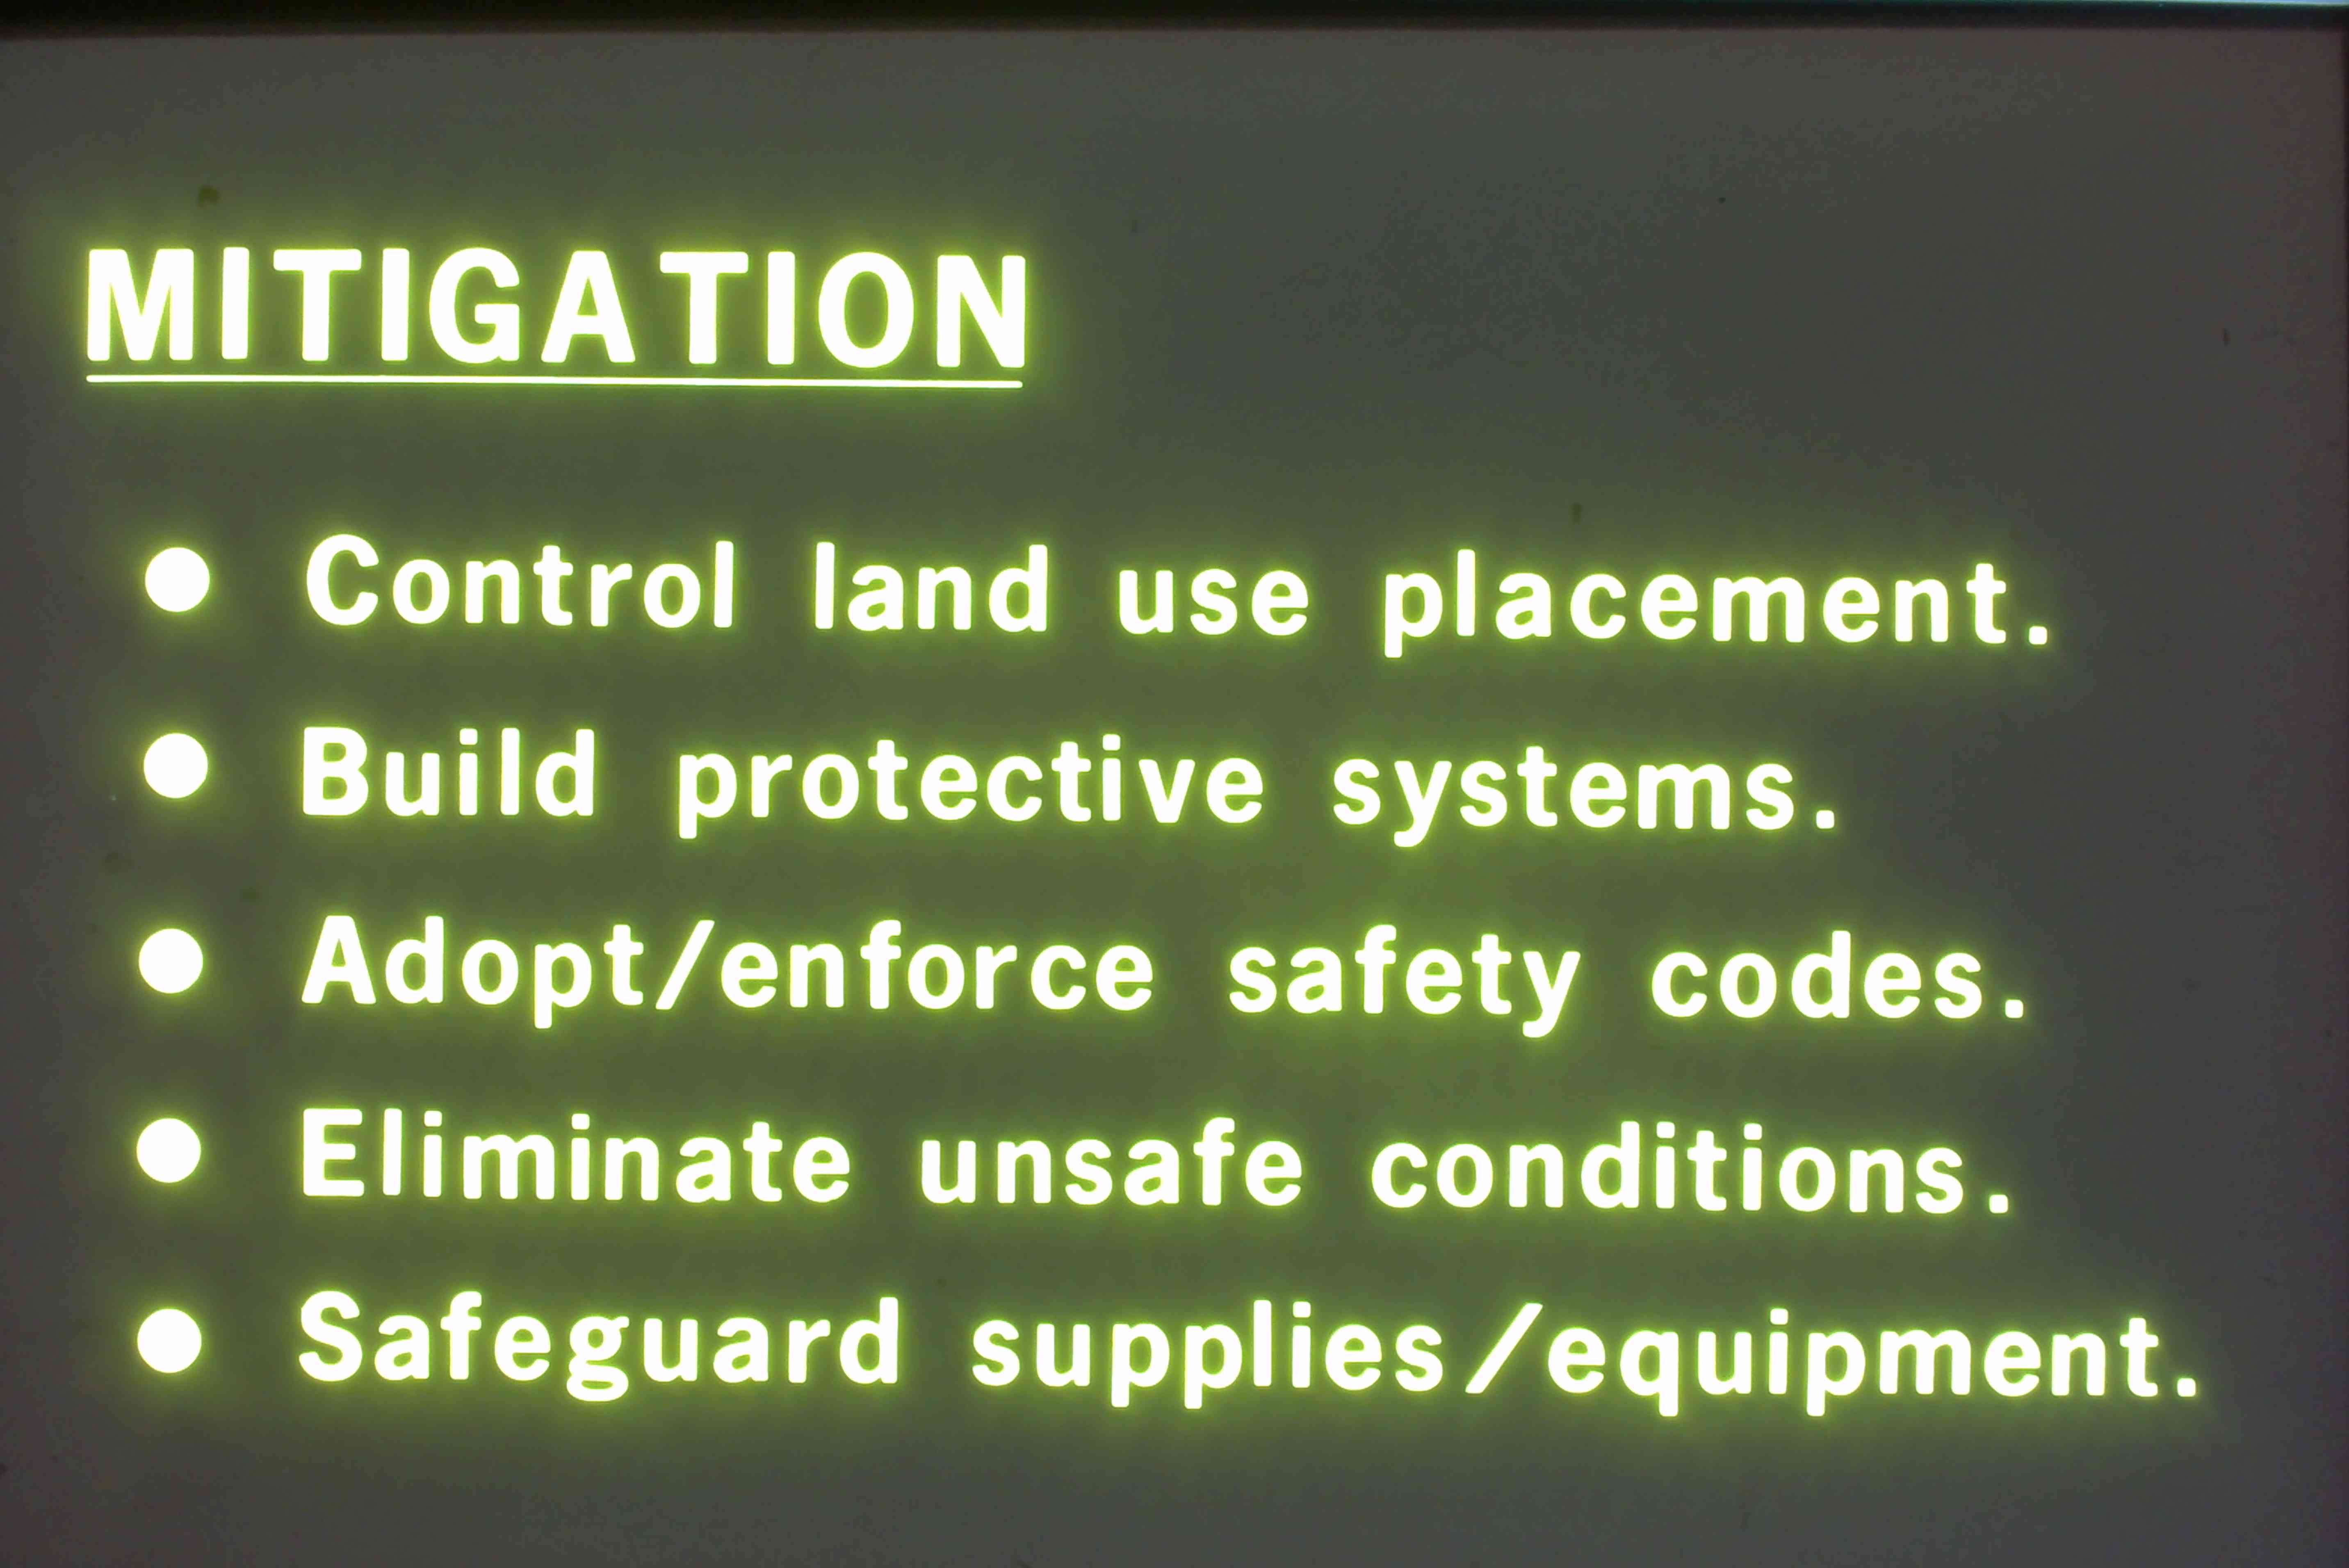 MITIGATION
● Control land use placement.
● Build protective systems.
● Adopt/enforce safety codes.
● Eliminate unsafe conditions.
● Safeguard supplies/equipment.